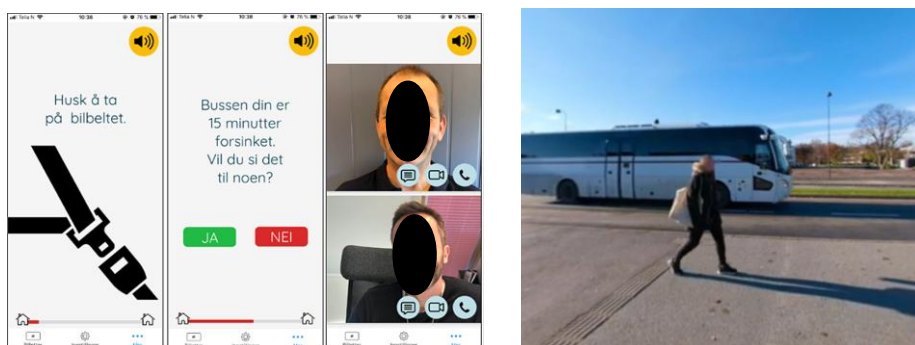 Telia N 10:38 76 %
Husk å ta
på bilbeltet.
Telia N 10:38 76 %
Bussen din er
15 minutter
forsinket.
Vil du si det
til noen?
JA NEI
Telia N 10:38 76 %